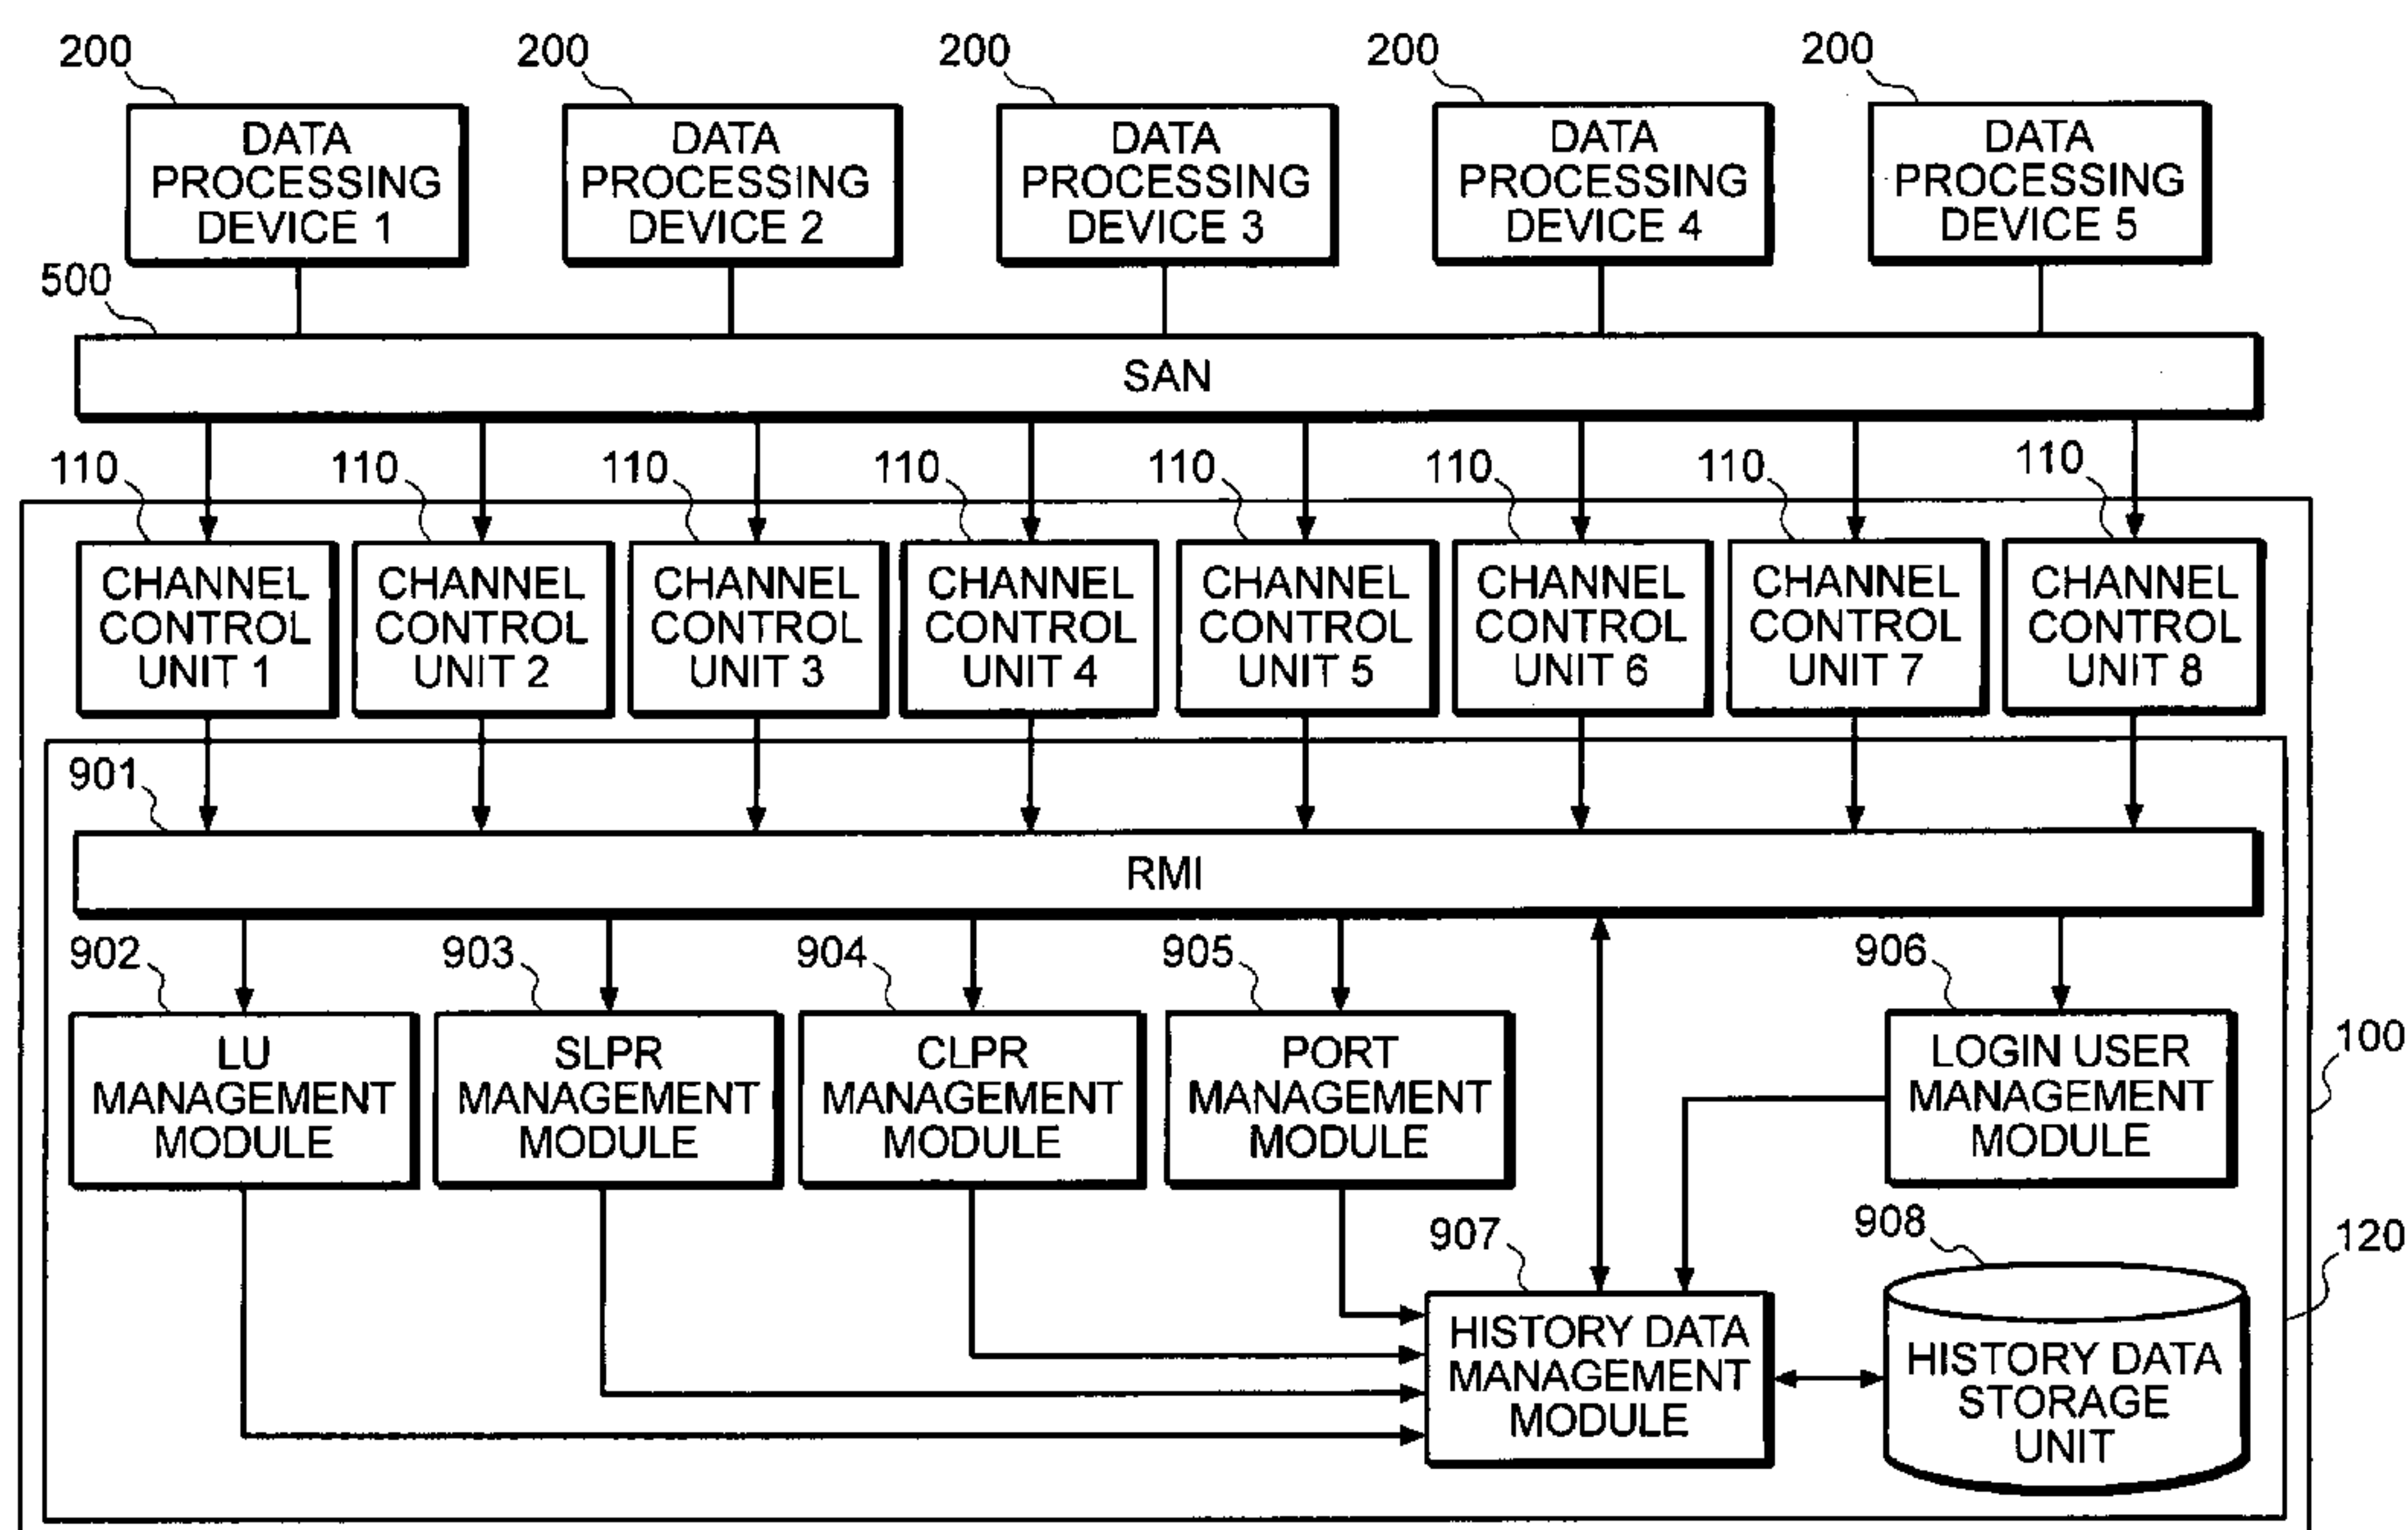 200
200
200
200
200
DATA
PROCESSING
DEVICE 1
DATA
PROCESSING
DEVICE 2
DATA
PROCESSING
DEVICE 3
DATA
PROCESSING
DEVICE 4
DATA
PROCESSING
DEVICE 5
500
SAN
110
110
110
110
110
110
110
110
CHANNEL
CONTROL
UNIT 1
CHANNEL
CONTROL
UNIT 2
CHANNEL
CONTROL
UNIT 3
CHANNEL
CONTROL
UNIT 4
CHANNEL
CONTROL
UNIT 5
CHANNEL
CONTROL
UNIT 6
CHANNEL
CONTROL
UNIT 7
CHANNEL
CONTROL
UNIT 8
901
RMI
902
903
904
905
906
LU
MANAGEMENT
MODULE
SLPR
MANAGEMENT
MODULE
CLPR
MANAGEMENT
MODULE
PORT
MANAGEMENT
MODULE
LOGIN USER
MANAGEMENT
MODULE
100
907
908
120
HISTORY DATA
MANAGEMENT
MODULE
HISTORY DATA
STORAGE
UNIT